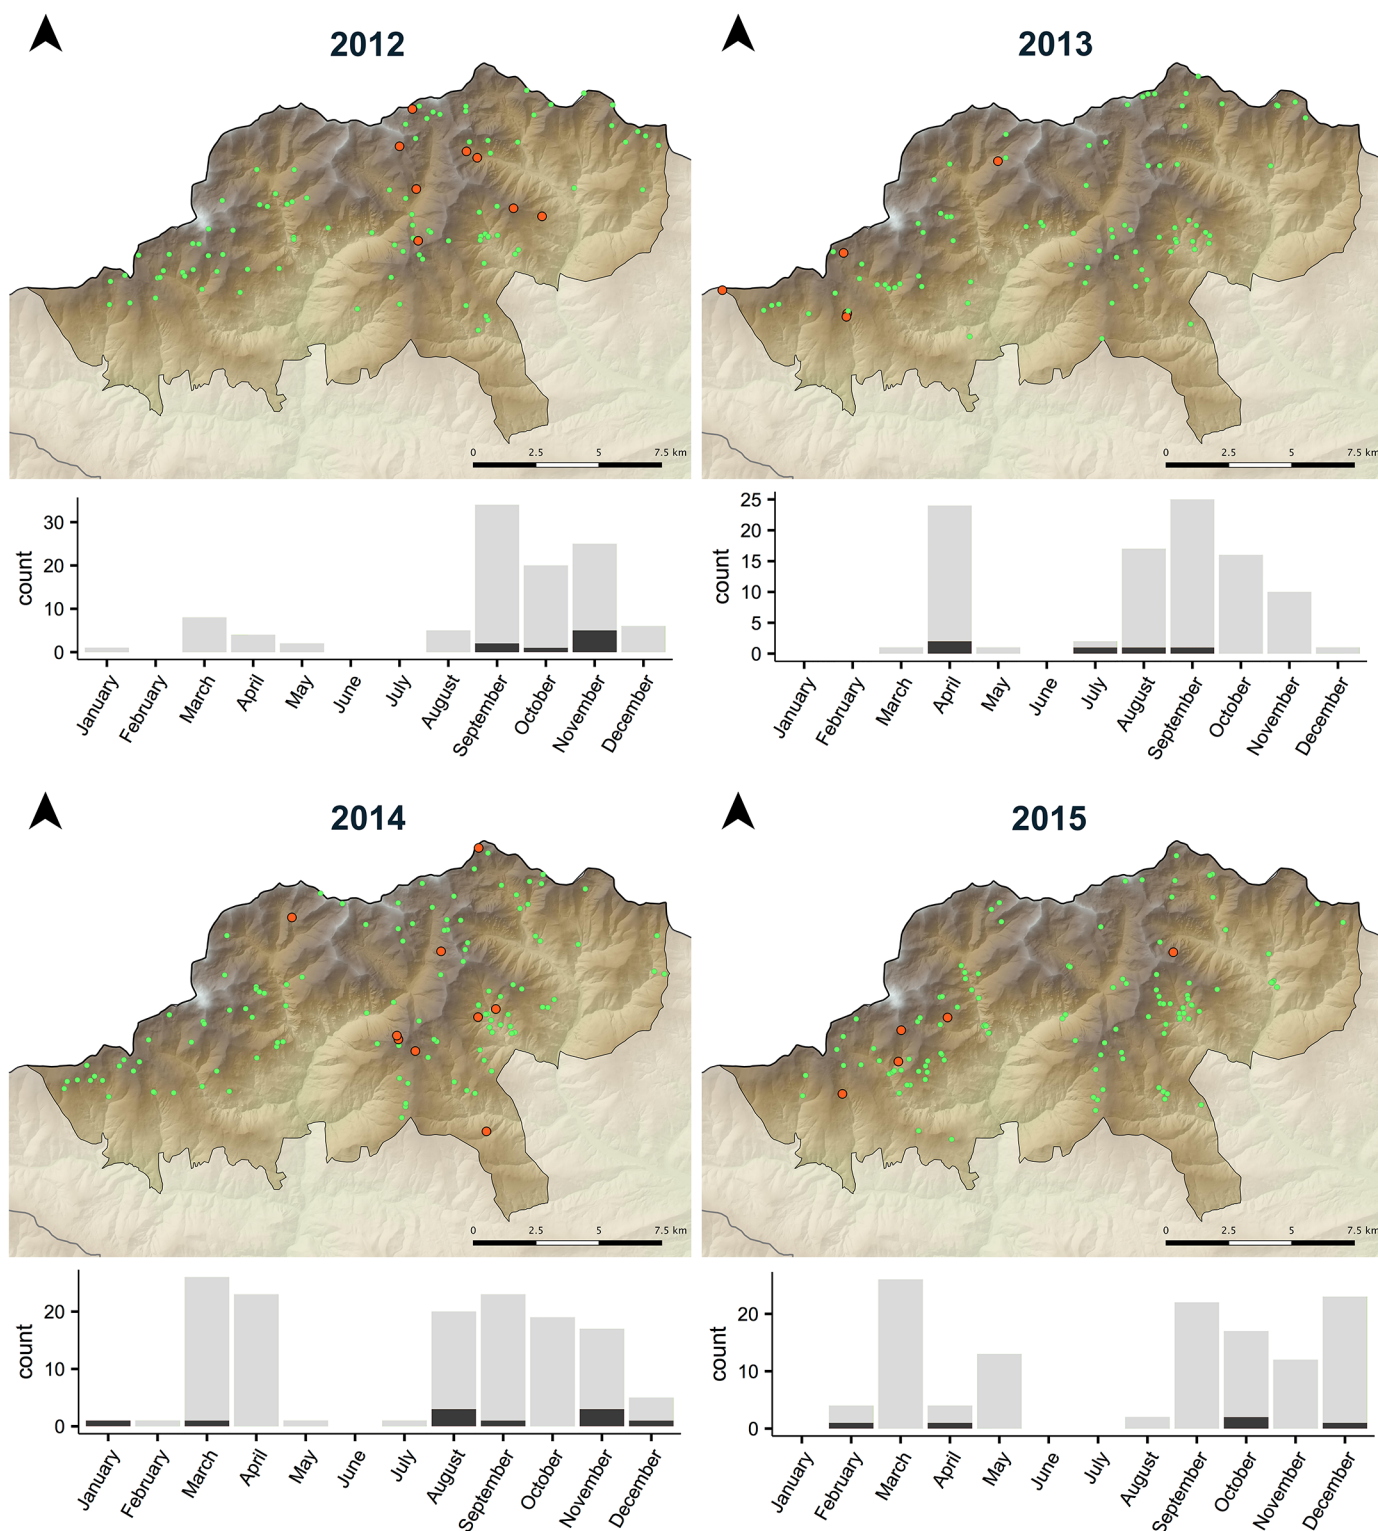 2012
2013
0 2.5 5 7.5 km
0 2.5 5 7.5 km
count
30
20
10
0
January
February
March
April
May
June
July
August
September
October
November
December
count
25
20
15
10
5
0
January
February
March
April
May
June
July
August
September
October
November
December
2014
2015
0 2.5 5 7.5 km
0 2.5 5 7.5 km
count
20
10
0
January
February
March
April
May
June
July
August
September
October
November
December
count
20
10
0
January
February
March
April
May
June
July
August
September
October
November
December